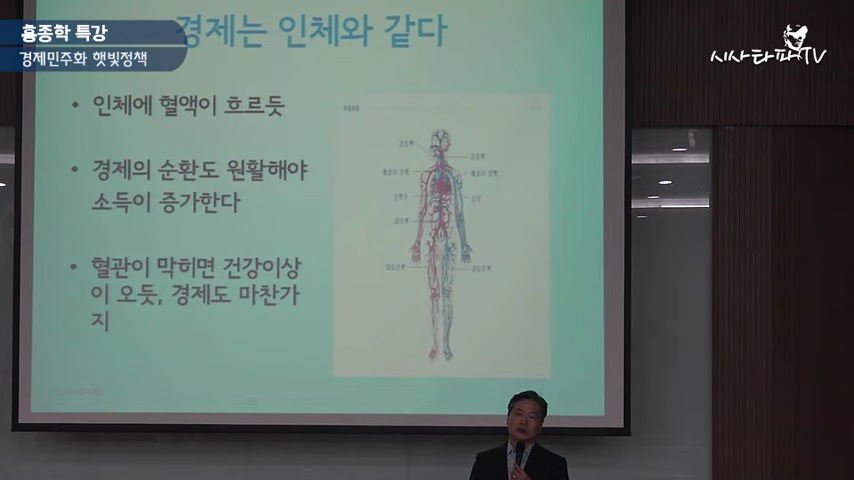 홍종학 특강
경제민주화 햇빛정책
시사타파TV
경제는 인체와 같다
• 인체에 혈액이 흐르듯
• 경제의 순환도 원활해야
소득이 증가한다
• 혈관이 막히면 건강이상
이 오듯, 경제도 마찬가
지